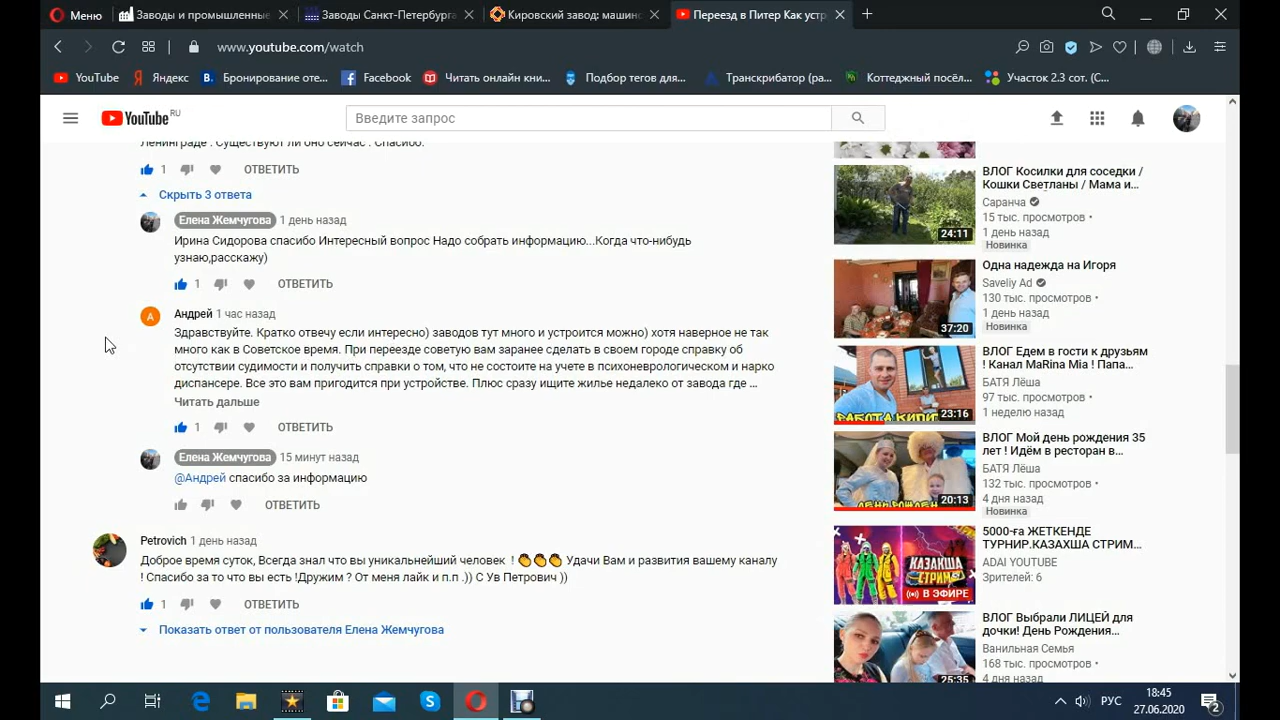 Меню
Заводы и промышленные
Заводы Санкт-Петербурга
Кировский завод: машино
Переезд в Питер Как устр
www.youtube.com/watch
YouTube
Яндекс
Бронирование оте...
Facebook
Читать онлайн кни...
Подбор тегов для...
Транскрибатор (ра...
Коттеджный посёл...
Участок 2.3 сот. (С...
YouTube RU
Введите запрос
Ленинграде . Существуют ли оно сейчас . Спасибо.
1 ОТВЕТИТЬ
Скрыть 3 ответа
Елена Жемчугова 1 день назад
Ирина Сидорова спасибо Интересный вопрос Надо собрать информацию...Когда что-нибудь
узнаю,расскажу)
1 ОТВЕТИТЬ
А
Андрей 1 час назад
Здравствуйте. Кратко отвечу если интересно) заводов тут много и устроится можно) хотя наверное не так
много как в Советское время. При переезде советую вам заранее сделать в своем городе справку об
отсутствии судимости и получить справки о том, что не состоите на учете в психоневрологическом и нарко
диспансере. Все это вам пригодится при устройстве. Плюс сразу ищите жилье недалеко от завода где ...
Читать дальше
1 ОТВЕТИТЬ
Елена Жемчугова 15 минут назад
@Андрей спасибо за информацию
ОТВЕТИТЬ
Petrovich 1 день назад
Доброе время суток, Всегда знал что вы уникальнейший человек ! 👏👏👏 Удачи Вам и развития вашему каналу
! Спасибо за то что вы есть !Дружим ? От меня лайк и п.п .)) С Ув Петрович ))
1 ОТВЕТИТЬ
Показать ответ от пользователя Елена Жемчугова
24:11
ВЛОГ Косилки для соседки /
Кошки Светланы / Мама и...
Саранча
15 тыс. просмотров •
1 день назад
Новинка
37:20
Одна надежда на Игоря
Saveliy Ad
130 тыс. просмотров •
1 день назад
Новинка
23:16
ВЛОГ Едем в гости к друзьям
! Канал MaRina Mia ! Папа...
БАТЯ Лёша
97 тыс. просмотров •
1 неделю назад
20:13
ВЛОГ Мой день рождения 35
лет ! Идём в ресторан в...
БАТЯ Лёша
132 тыс. просмотров •
4 дня назад
Новинка
КАЗАКША
СТРИМ
В ЭФИРЕ
5000-ға ЖЕТКЕНДЕ
ТУРНИР.КАЗАХША СТРИМ...
ADAI YOUTUBE
Зрителей: 6
25:35
ВЛОГ Выбрали ЛИЦЕЙ для
дочки! День Рождения...
Ванильная Семья
168 тыс. просмотров •
4 дня назад
РУС
18:45
27.06.2020
2